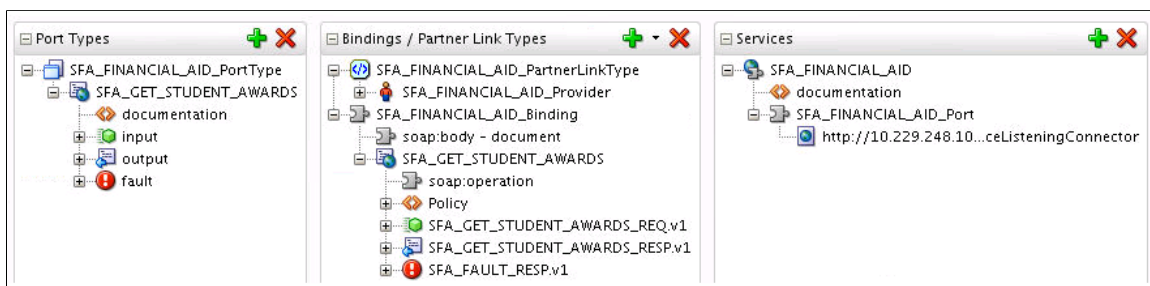 Port Types
SFA_FINANCIAL_AID_PortType
SFA_GET_STUDENT_AWARDS
documentation
input
output
fault
Bindings / Partner Link Types
SFA_FINANCIAL_AID_PartnerLinkType
SFA_FINANCIAL_AID_Provider
SFA_FINANCIAL_AID_Binding
soap:body - document
SFA_GET_STUDENT_AWARDS
soap:operation
Policy
SFA_GET_STUDENT_AWARDS_REQ.v1
SFA_GET_STUDENT_AWARDS_RESP.v1
SFA_FAULT_RESP.v1
Services
SFA_FINANCIAL_AID
documentation
SFA_FINANCIAL_AID_Port
http://10.229.248.10...ceListeningConnector